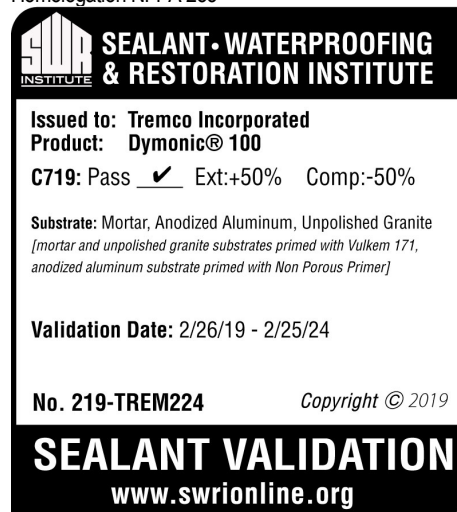 SWR
INSTITUTE
SEALANT • WATERPROOFING
& RESTORATION INSTITUTE
Issued to: Tremco Incorporated
Product: Dymonic® 100
C719: Pass ✔ Ext:+50% Comp:-50%
Substrate: Mortar, Anodized Aluminum, Unpolished Granite
[mortar and unpolished granite substrates primed with Vulkem 171,
anodized aluminum substrate primed with Non Porous Primer]
Validation Date: 2/26/19 - 2/25/24
No. 219-TREM224 Copyright © 2019
SEALANT VALIDATION
www.swrionline.org